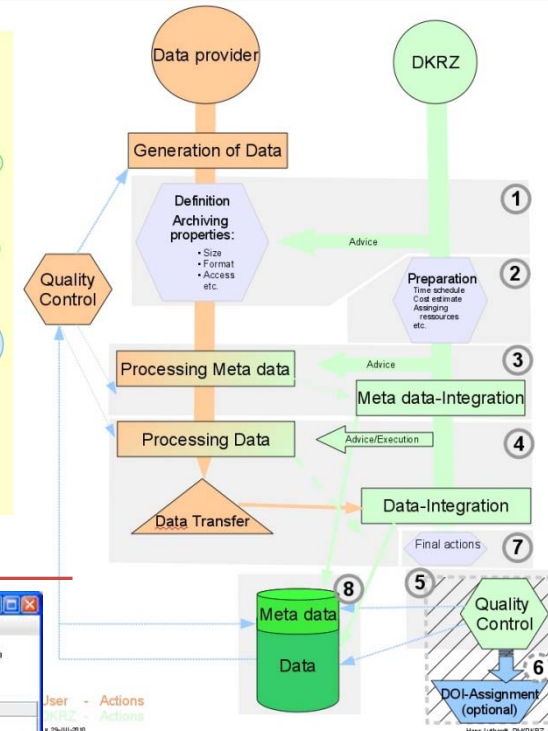 Data provider
DKRZ
Generation of Data
1
Definition
Archiving
properties:
• Size
• Format
• Access
etc.
Advice
2
Preparation
Time schedule
Cost estimate
Assinging
ressources
etc.
Quality
Control
3
Processing Meta data
Advice
Meta data-Integration
4
Processing Data
Advice/Execution
Data Transfer
Data-Integration
Final actions
7
8
5
Meta data
Data
Quality
Control
6
DOI-Assignment
(optional)
User - Actions
DKRZ - Actions